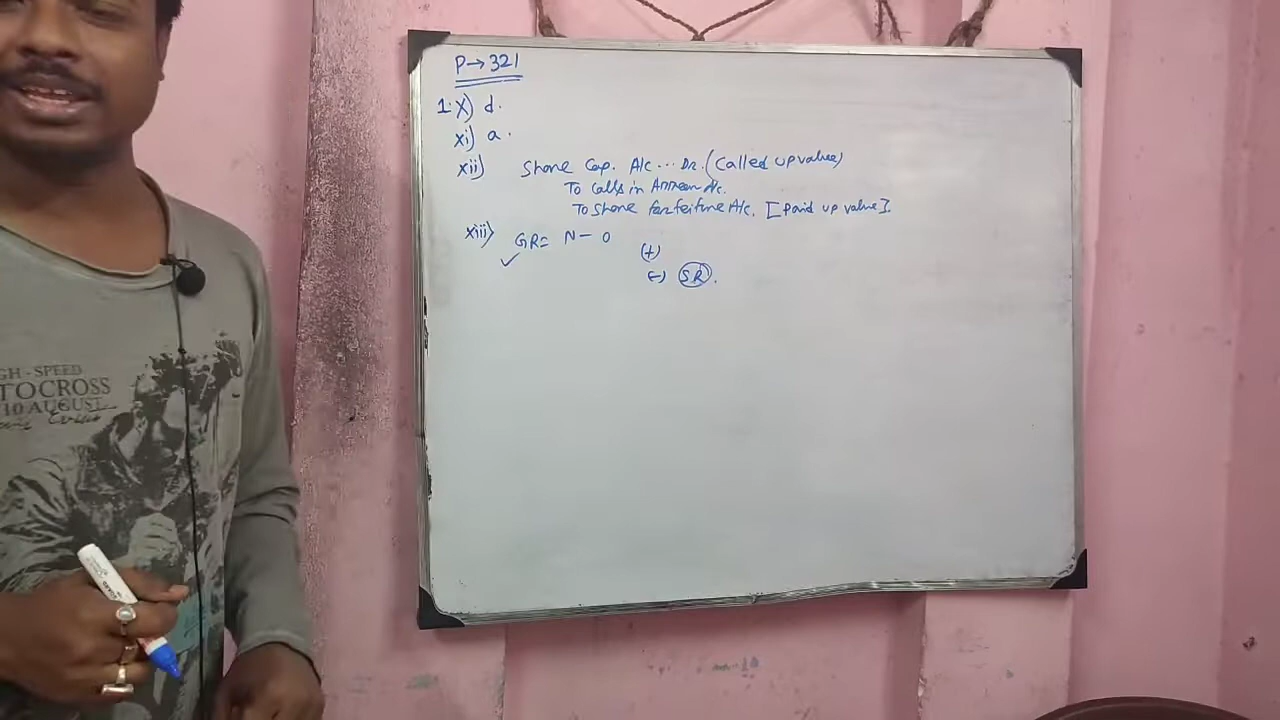 P→321
1. x) d.
xi) a.
xii) Share Cap. A/c ... Dr. (Called up value)
To Calls in Arrear A/c.
To Share forfeiture A/c. [Paid up value].
xiii) GR = N - O
✓
(+)
(-) SR.
GH - SPEED
TOCROSS
10 AUGUST